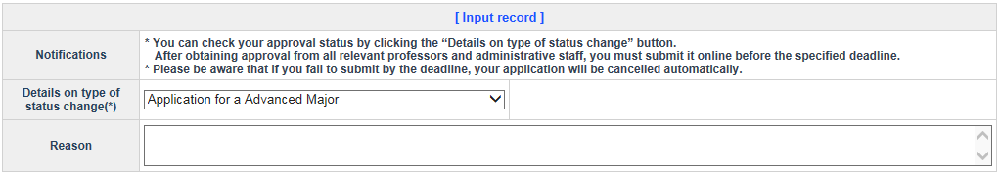 [ Input record ]
Notifications
* You can check your approval status by clicking the “Details on type of status change” button.
After obtaining approval from all relevant professors and administrative staff, you must submit it online before the specified deadline.
* Please be aware that if you fail to submit by the deadline, your application will be cancelled automatically.
Details on type of
status change(*)
Application for a Advanced Major
Reason